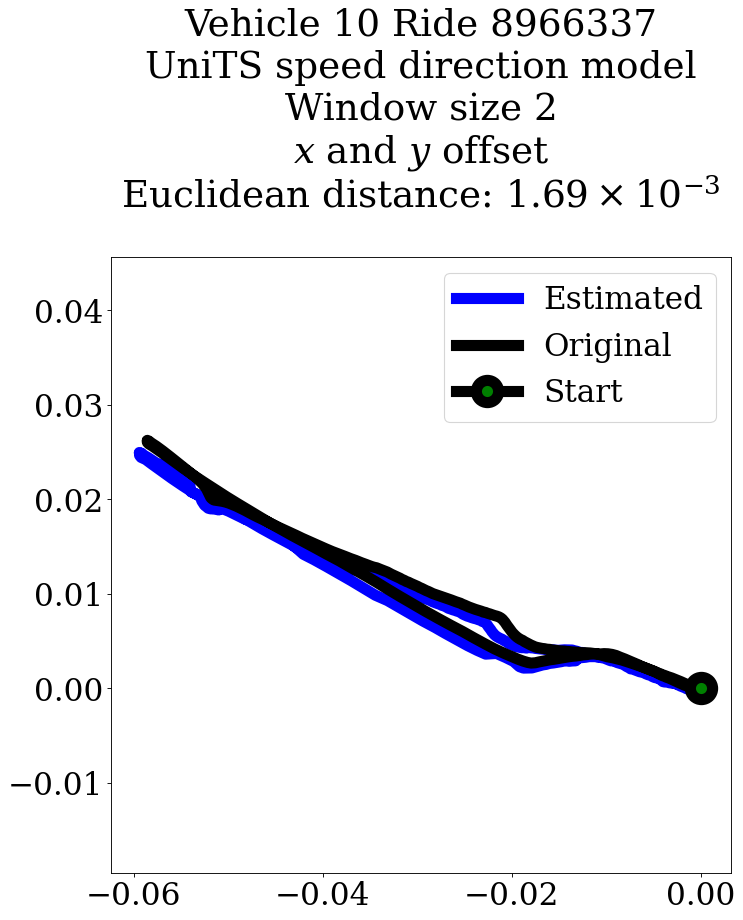 Vehicle 10 Ride 8966337
UniTS speed direction model
Window size 2
x and y offset
Euclidean distance: 1.69 × 10⁻³
Estimated
Original
Start
0.04
0.03
0.02
0.01
0.00
−0.01
−0.06 −0.04 −0.02 0.00